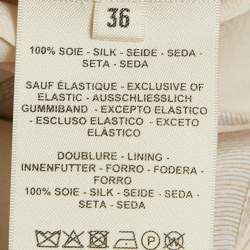 36
100% SOIE - SILK - SEIDE - SEDA -
SETA - SEDA
SAUF ÉLASTIQUE - EXCLUSIVE OF
ELASTIC - AUSSCHLIESSLICH
GUMMIBAND - EXCEPTO ELASTICO
- ESCLUSO ELASTICO - EXCETO
ELÀSTICO
DOUBLURE - LINING -
INNENFUTTER - FORRO - FODERA -
FORRO
100% SOIE - SILK - SEIDE - SEDA -
SETA - SEDA